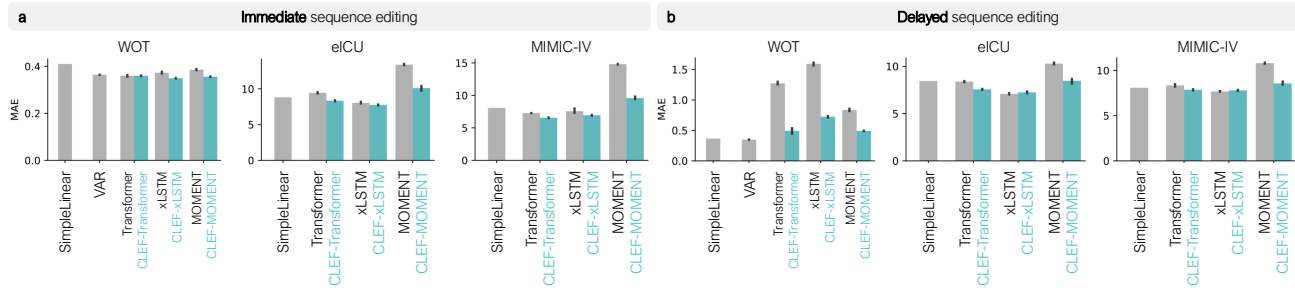 a
Immediate sequence editing
WOT
MAE
0.4
0.2
0.0
SimpleLinear
VAR
Transformer
CLEF-Transformer
xLSTM
CLEF-xLSTM
MOMENT
CLEF-MOMENT
eICU
10
5
0
SimpleLinear
Transformer
CLEF-Transformer
xLSTM
CLEF-xLSTM
MOMENT
CLEF-MOMENT
MIMIC-IV
15
10
5
0
SimpleLinear
Transformer
CLEF-Transformer
xLSTM
CLEF-xLSTM
MOMENT
CLEF-MOMENT
b
Delayed sequence editing
WOT
MAE
1.5
1.0
0.5
0.0
SimpleLinear
VAR
Transformer
CLEF-Transformer
xLSTM
CLEF-xLSTM
MOMENT
CLEF-MOMENT
eICU
10
5
0
SimpleLinear
Transformer
CLEF-Transformer
xLSTM
CLEF-xLSTM
MOMENT
CLEF-MOMENT
MIMIC-IV
10
5
0
SimpleLinear
Transformer
CLEF-Transformer
xLSTM
CLEF-xLSTM
MOMENT
CLEF-MOMENT